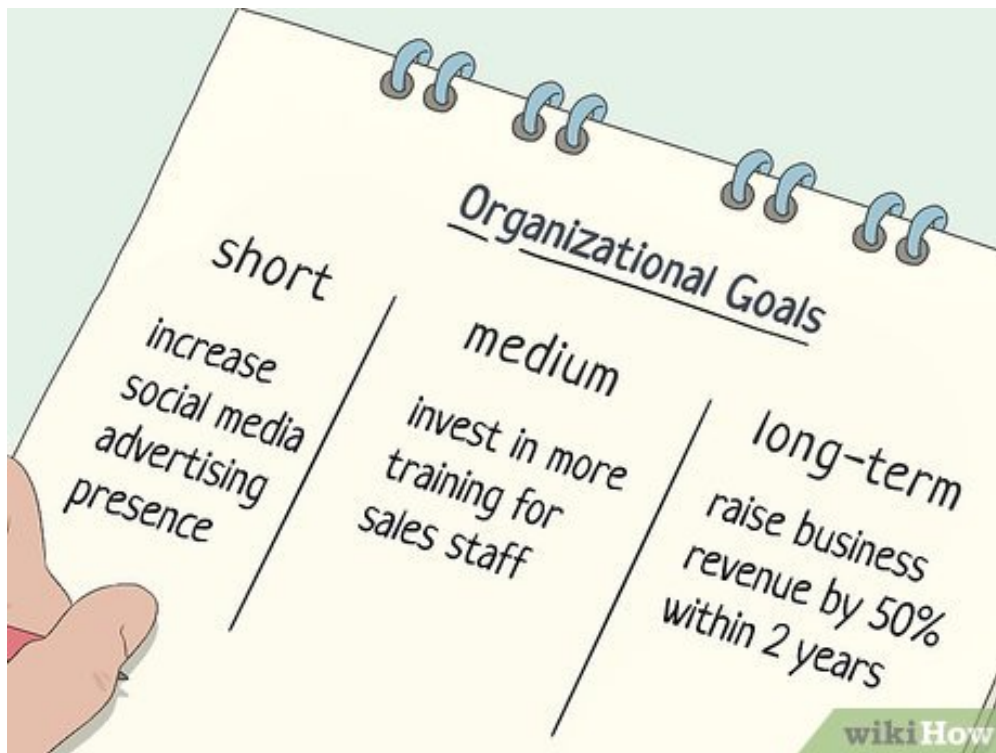 Organizational Goals
short
increase
social media
advertising
presence
medium
invest in more
training for
sales staff
long-term
raise business
revenue by 50%
within 2 years
wikiHow